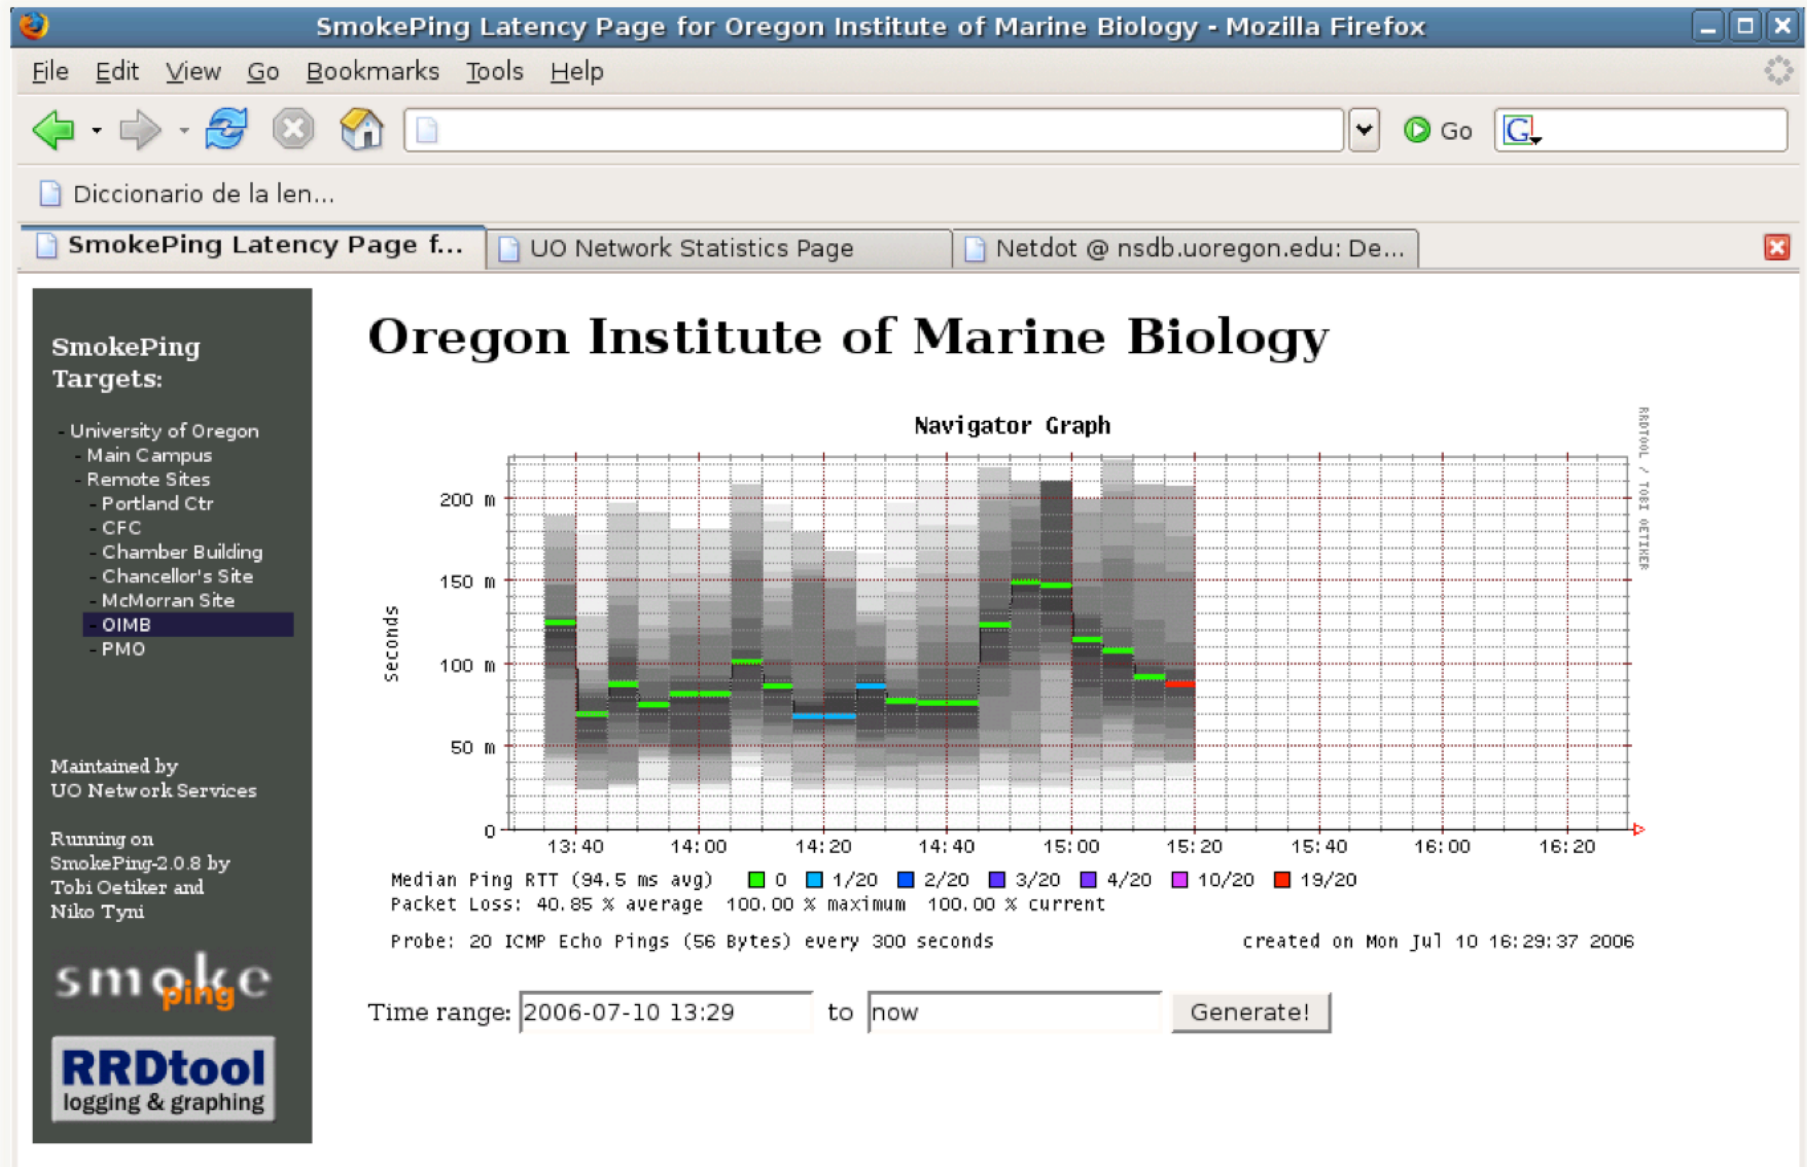 SmokePing Latency Page for Oregon Institute of Marine Biology - Mozilla Firefox
File Edit View Go Bookmarks Tools Help
Go
G
Diccionario de la len...
SmokePing Latency Page f... UO Network Statistics Page Netdot @ nsdb.uoregon.edu: De...
SmokePing
Targets:
- University of Oregon
- Main Campus
- Remote Sites
- Portland Ctr
- CFC
- Chamber Building
- Chancellor's Site
- McMorran Site
- OIMB
- PMO
Maintained by
UO Network Services
Running on
SmokePing-2.0.8 by
Tobi Oetiker and
Niko Tyni
smoke
ping
RRDtool
logging & graphing
Oregon Institute of Marine Biology
Navigator Graph
RRDTOOL / TOBI OETIKER
Seconds
200 m
150 m
100 m
50 m
0
13:40 14:00 14:20 14:40 15:00 15:20 15:40 16:00 16:20
Median Ping RTT (94.5 ms avg) 0 1/20 2/20 3/20 4/20 10/20 19/20
Packet Loss: 40.85 % average 100.00 % maximum 100.00 % current
Probe: 20 ICMP Echo Pings (56 Bytes) every 300 seconds created on Mon Jul 10 16:29:37 2006
Time range: 2006-07-10 13:29 to now Generate!